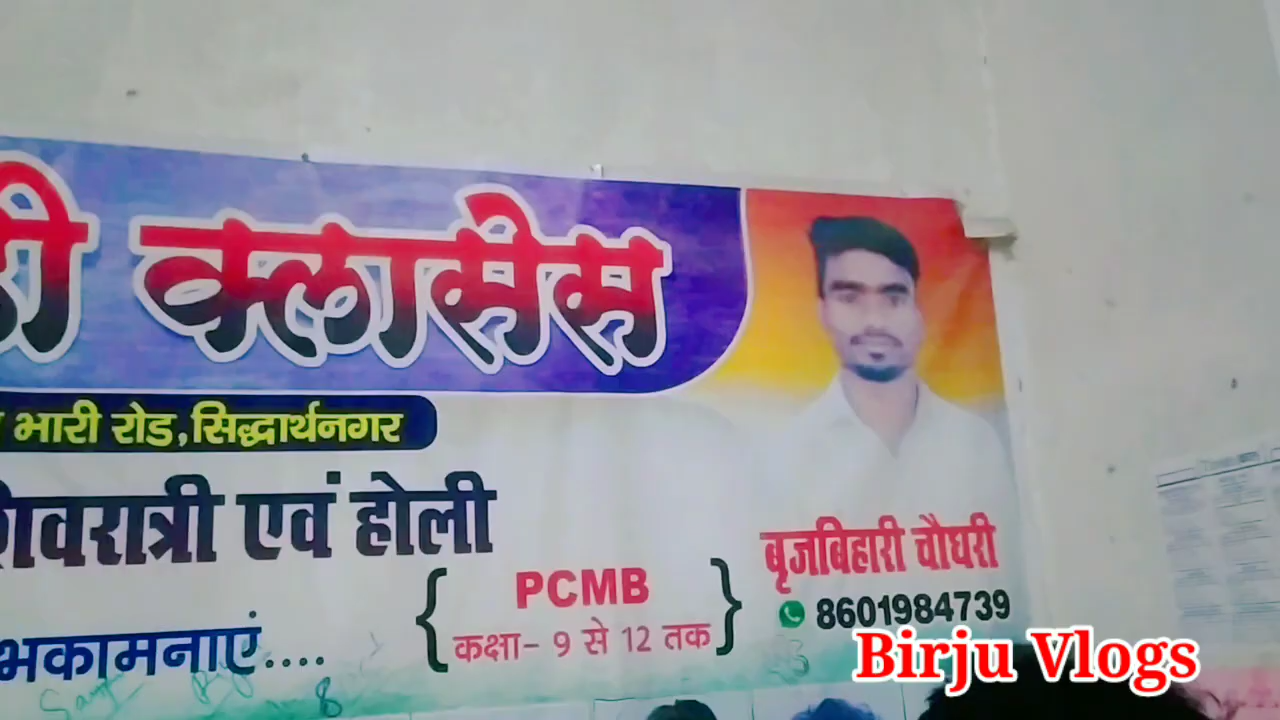 क्लासेस
भारी रोड,सिद्धार्थनगर
शिवरात्री एवं होली
PCMB
कक्षा- 9 से 12 तक
बृजबिहारी चौधरी
8601984739
शुभकामनाएं....
Birju Vlogs